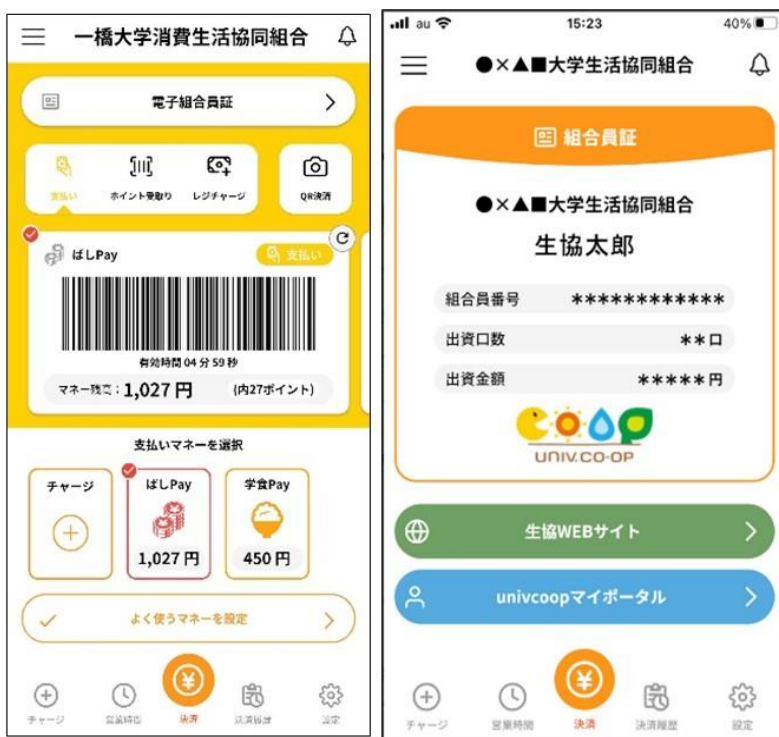 一橋大学消費生活協同組合
電子組合員証
支払い
ポイント受取り
レジチャージ
QR決済
ばしPay
支払い
有効時間 04 分 59 秒
マネー残高：1,027 円 (内27ポイント)
支払いマネーを選択
チャージ
ばしPay
1,027 円
学食Pay
450 円
よく使うマネーを設定
チャージ
営業時間
決済
決済履歴
設定
au
15:23
40%
●×▲■大学生活協同組合
組合員証
●×▲■大学生活協同組合
生協太郎
組合員番号 ************
出資口数 **口
出資金額 *****円
UNIV.CO-OP
生協WEBサイト
univcoopマイポータル
チャージ
営業時間
決済
決済履歴
設定